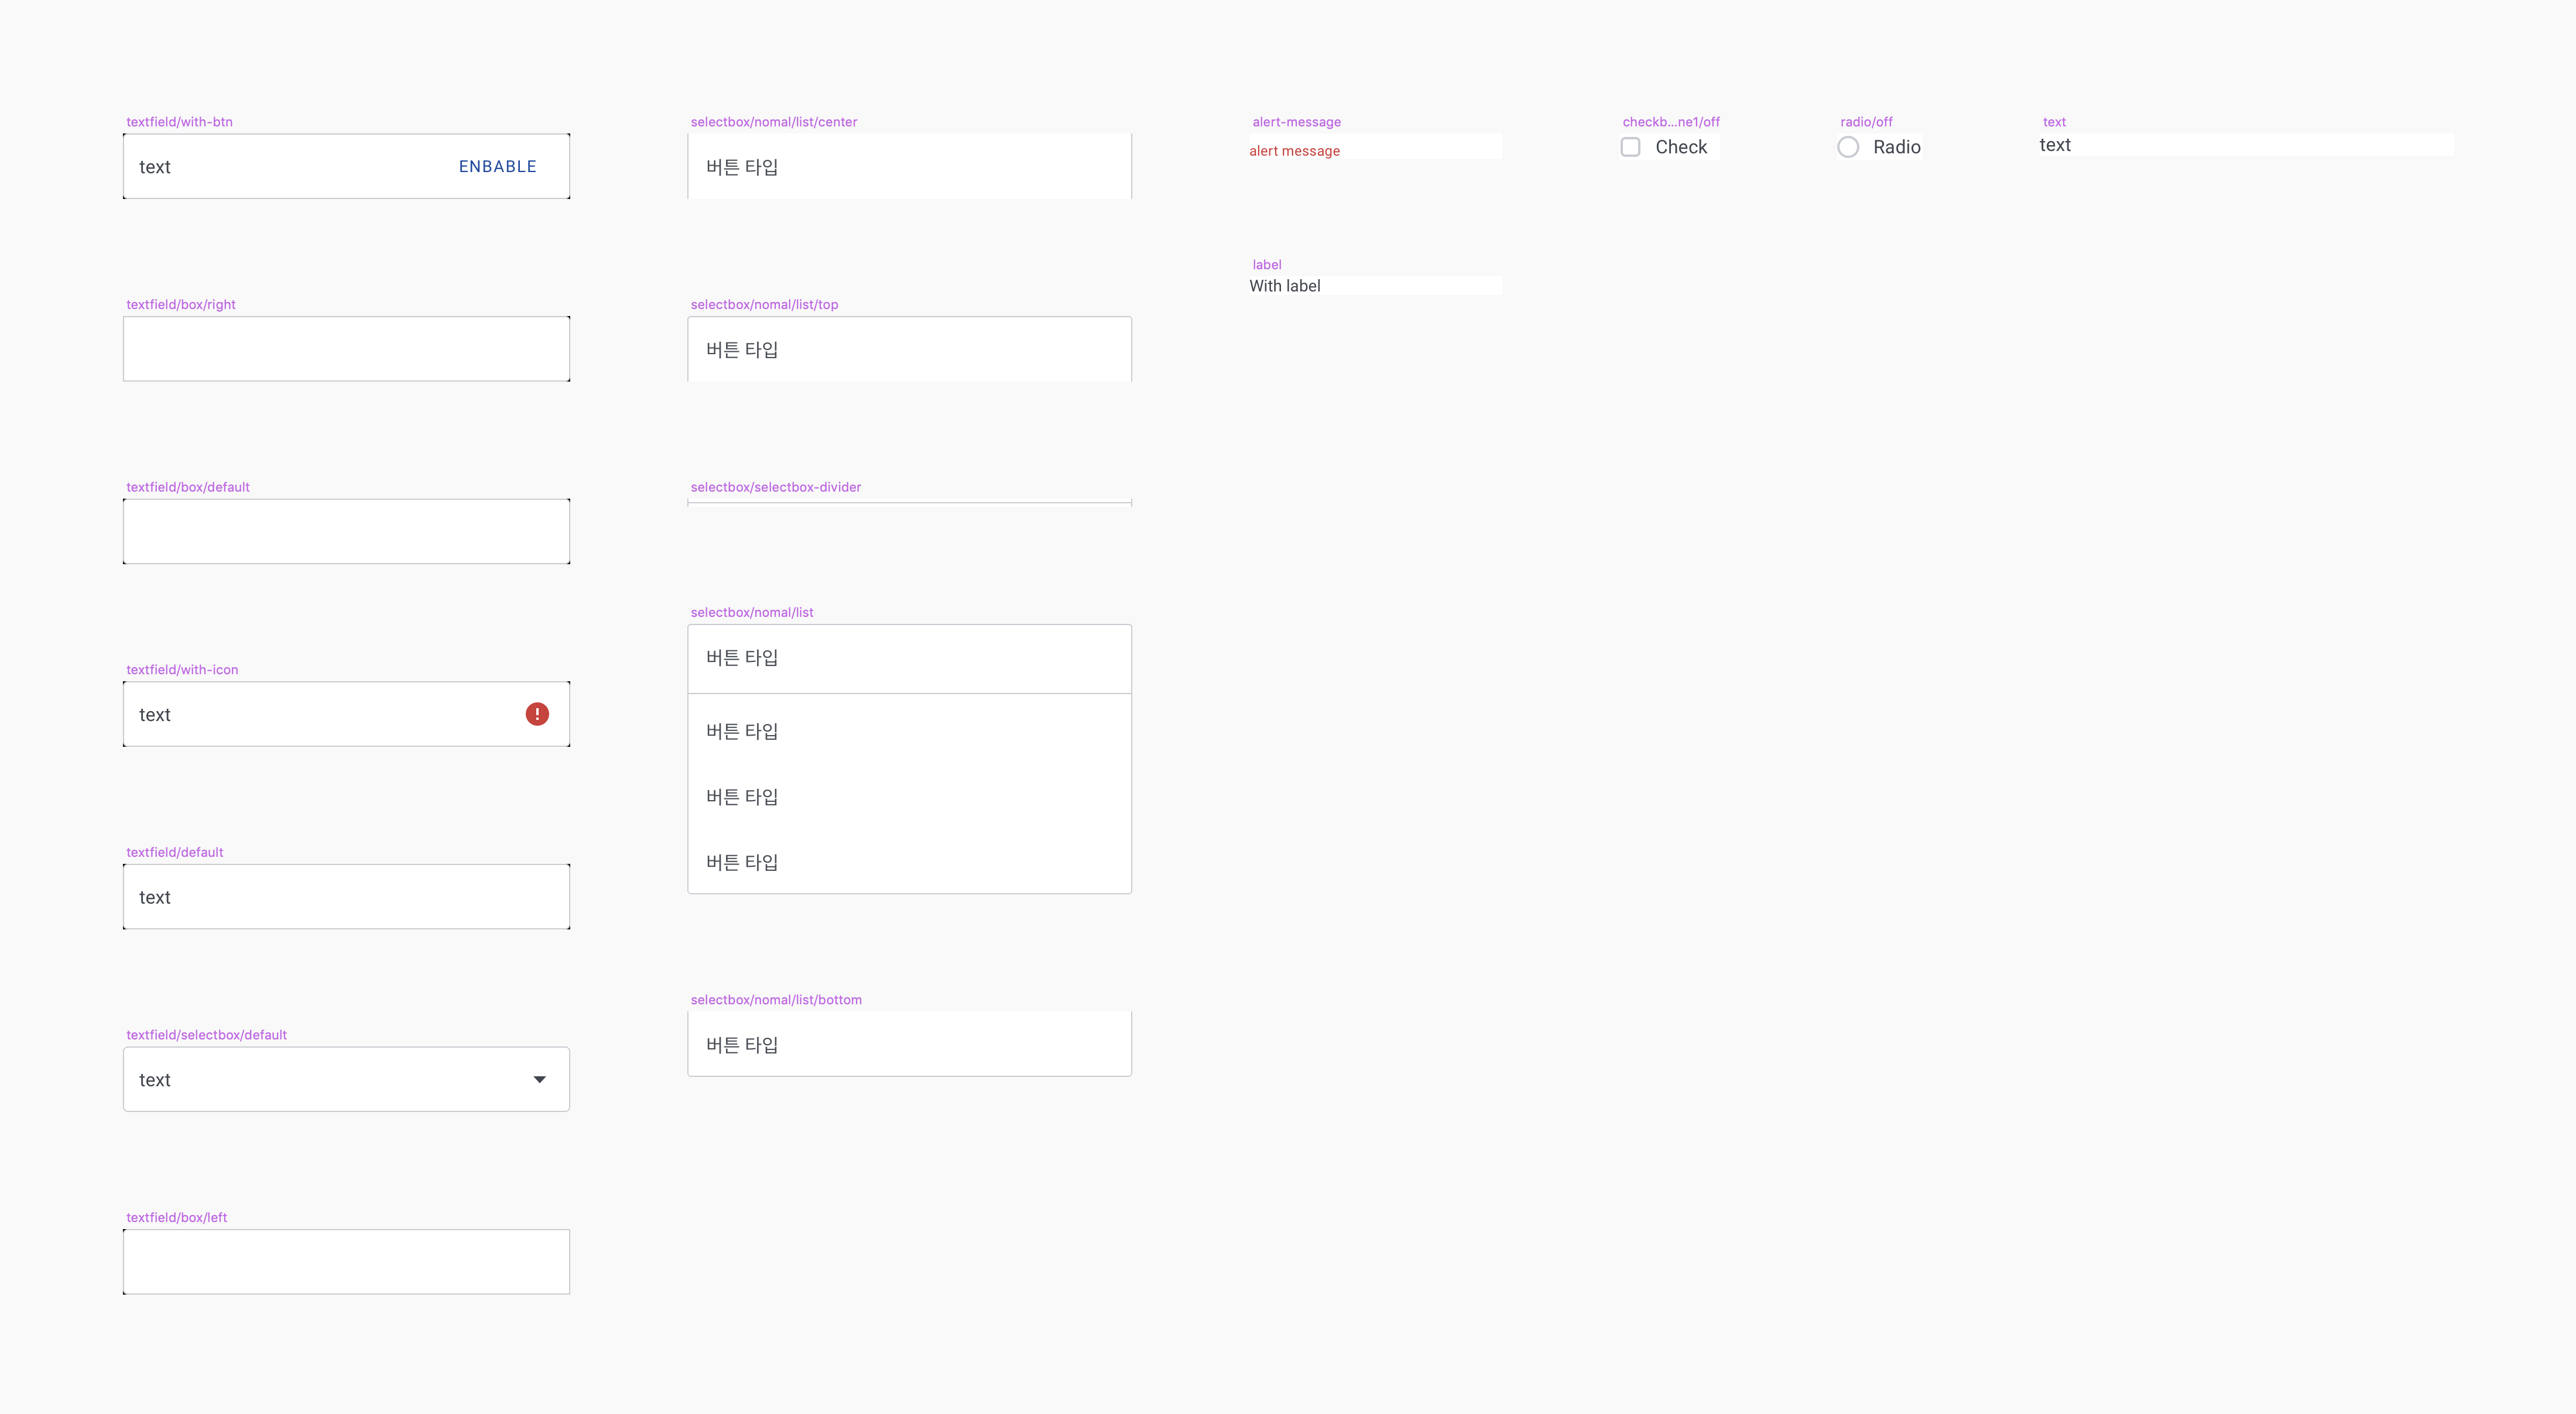 textfield/with-btn
text
ENBABLE
textfield/box/right
textfield/box/default
textfield/with-icon
text
textfield/default
text
textfield/selectbox/default
text
textfield/box/left
selectbox/nomal/list/center
버튼 타입
selectbox/nomal/list/top
버튼 타입
selectbox/selectbox-divider
selectbox/nomal/list
버튼 타입
버튼 타입
버튼 타입
버튼 타입
selectbox/nomal/list/bottom
버튼 타입
alert-message
alert message
label
With label
checkb...ne1/off
Check
radio/off
Radio
text
text